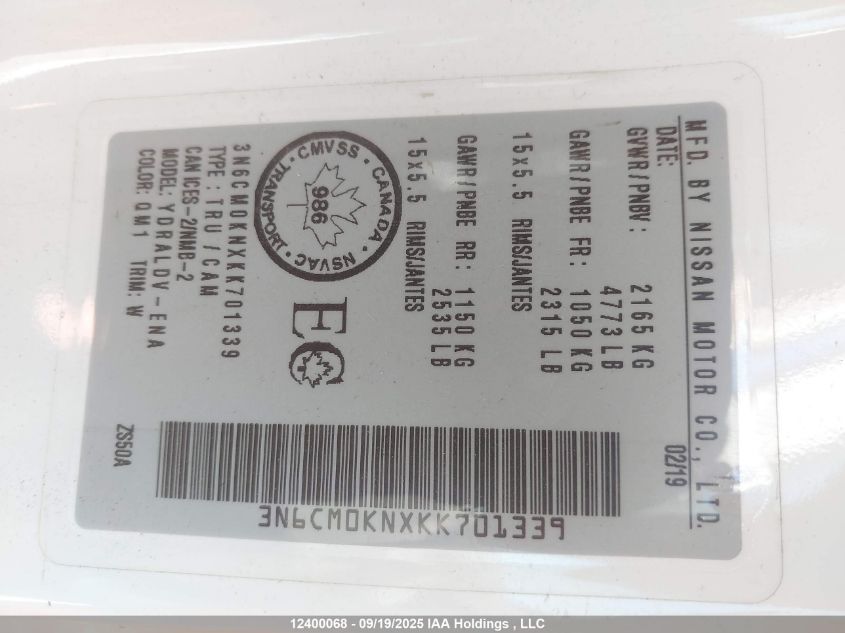 MFD. BY NISSAN MOTOR CO., LTD.
DATE: 02/19
GVWR/PNBV: 2165 KG
4773 LB
GAWR/PNBE FR: 1050 KG
2315 LB
15x5.5 RIMS/JANTES
GAWR/PNBE RR: 1150 KG
2535 LB
15x5.5 RIMS/JANTES
CMVSS · CANADA · NSVAC · TRANSPORT ·
986
EC
3N6CM0KNXKK701339
TYPE: TRU/CAM
CAN ICES-2/NMB-2
MODEL: YDRALDV-ENA
COLOR: QM1 TRIM: W
ZS50A
3N6CM0KNXKK701339
12400068 - 09/19/2025 IAA Holdings , LLC